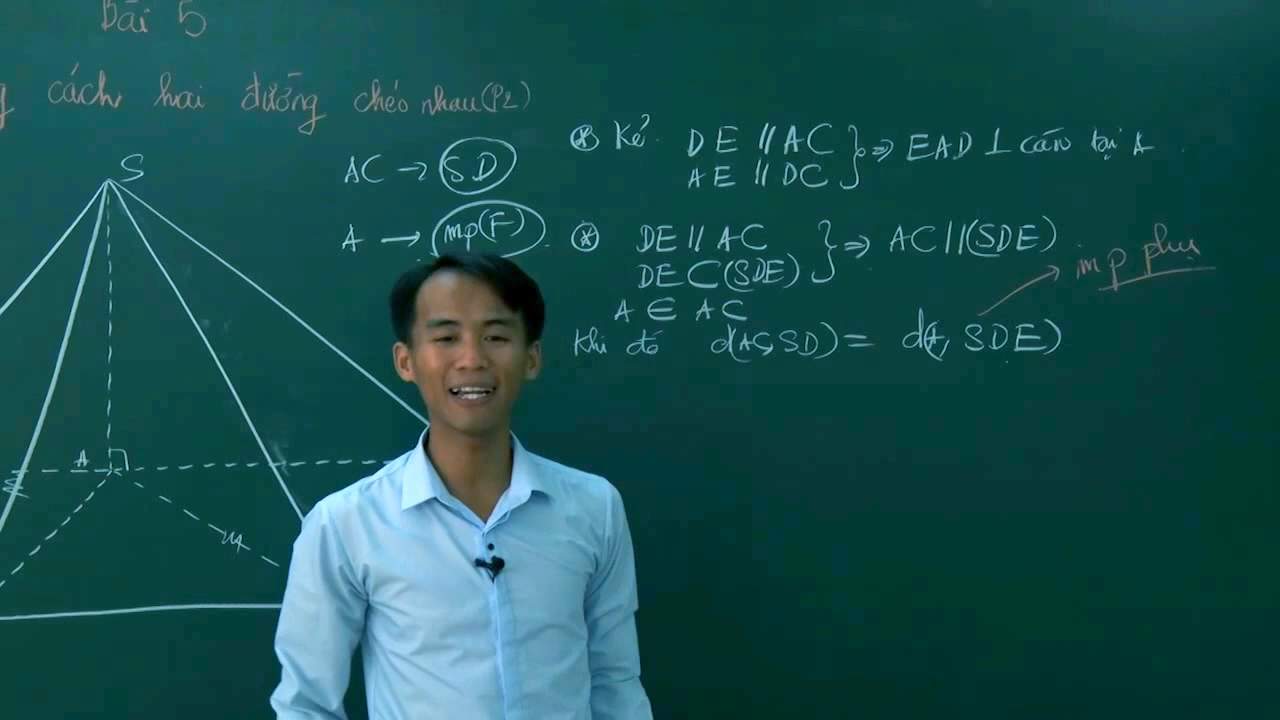 Bài 5
cách hai đường chéo nhau (P2)
S
AC → SD
A → mp(F)
⊛ Kẻ DE // AC
AE // DC } ⇒ EAD ⊥ cân tại A
⊛ DE // AC
DE ⊂ (SDE) } ⇒ AC // (SDE)
mp phụ
A ∈ AC
Khi đó d(AC, SD) = d(A, SDE)
A